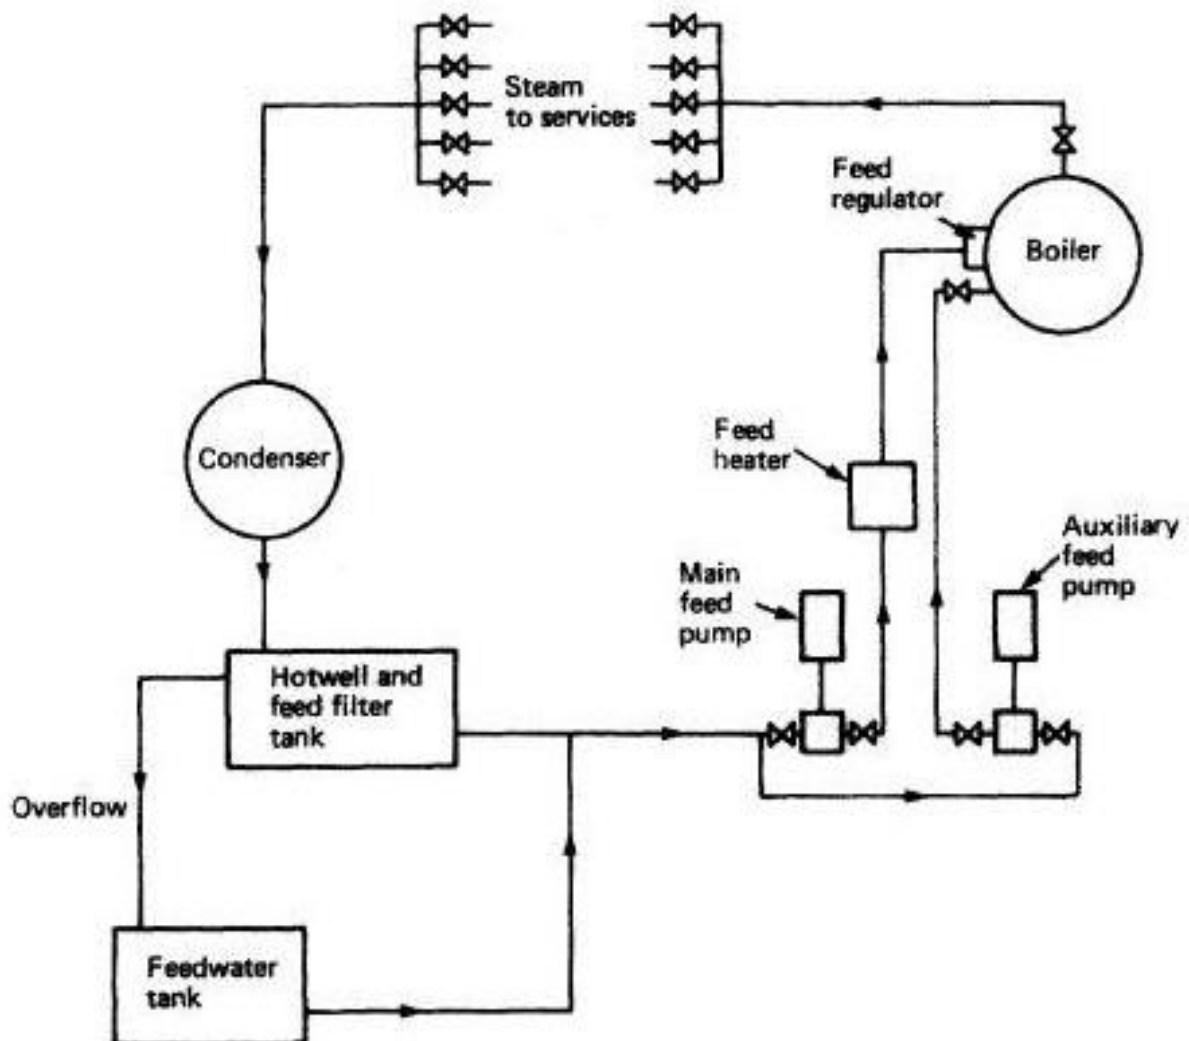 Steam
to services
Feed
regulator
Boiler
Condenser
Feed
heater
Auxiliary
feed
pump
Main
feed
pump
Hotwell and
feed filter
tank
Overflow
Feedwater
tank